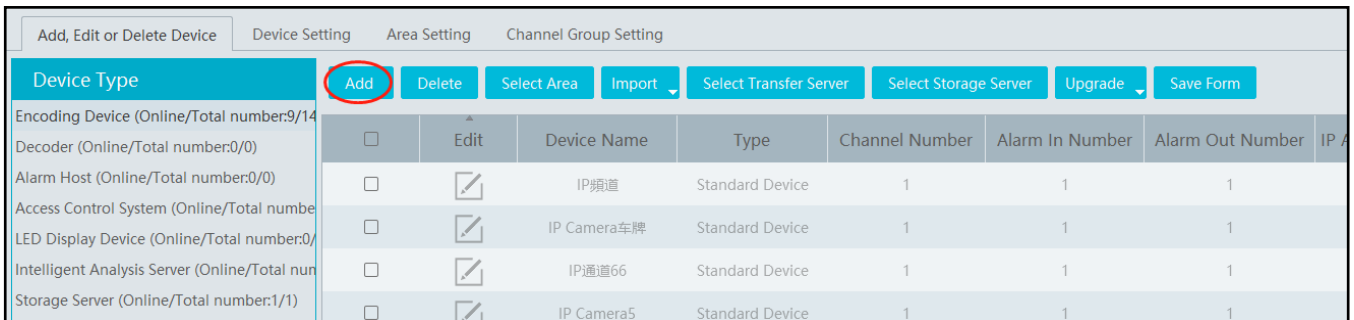 Add, Edit or Delete Device Device Setting Area Setting Channel Group Setting
Device Type
Add Delete Select Area Import Select Transfer Server Select Storage Server Upgrade Save Form
Encoding Device (Online/Total number:9/14
Decoder (Online/Total number:0/0)
Alarm Host (Online/Total number:0/0)
Access Control System (Online/Total numbe
LED Display Device (Online/Total number:0/
Intelligent Analysis Server (Online/Total num
Storage Server (Online/Total number:1/1)
Edit Device Name Type Channel Number Alarm In Number Alarm Out Number IP A
IP頻道 Standard Device 1 1 1
IP Camera车牌 Standard Device 1 1 1
IP通道66 Standard Device 1 1 1
IP Camera5 Standard Device 1 1 1